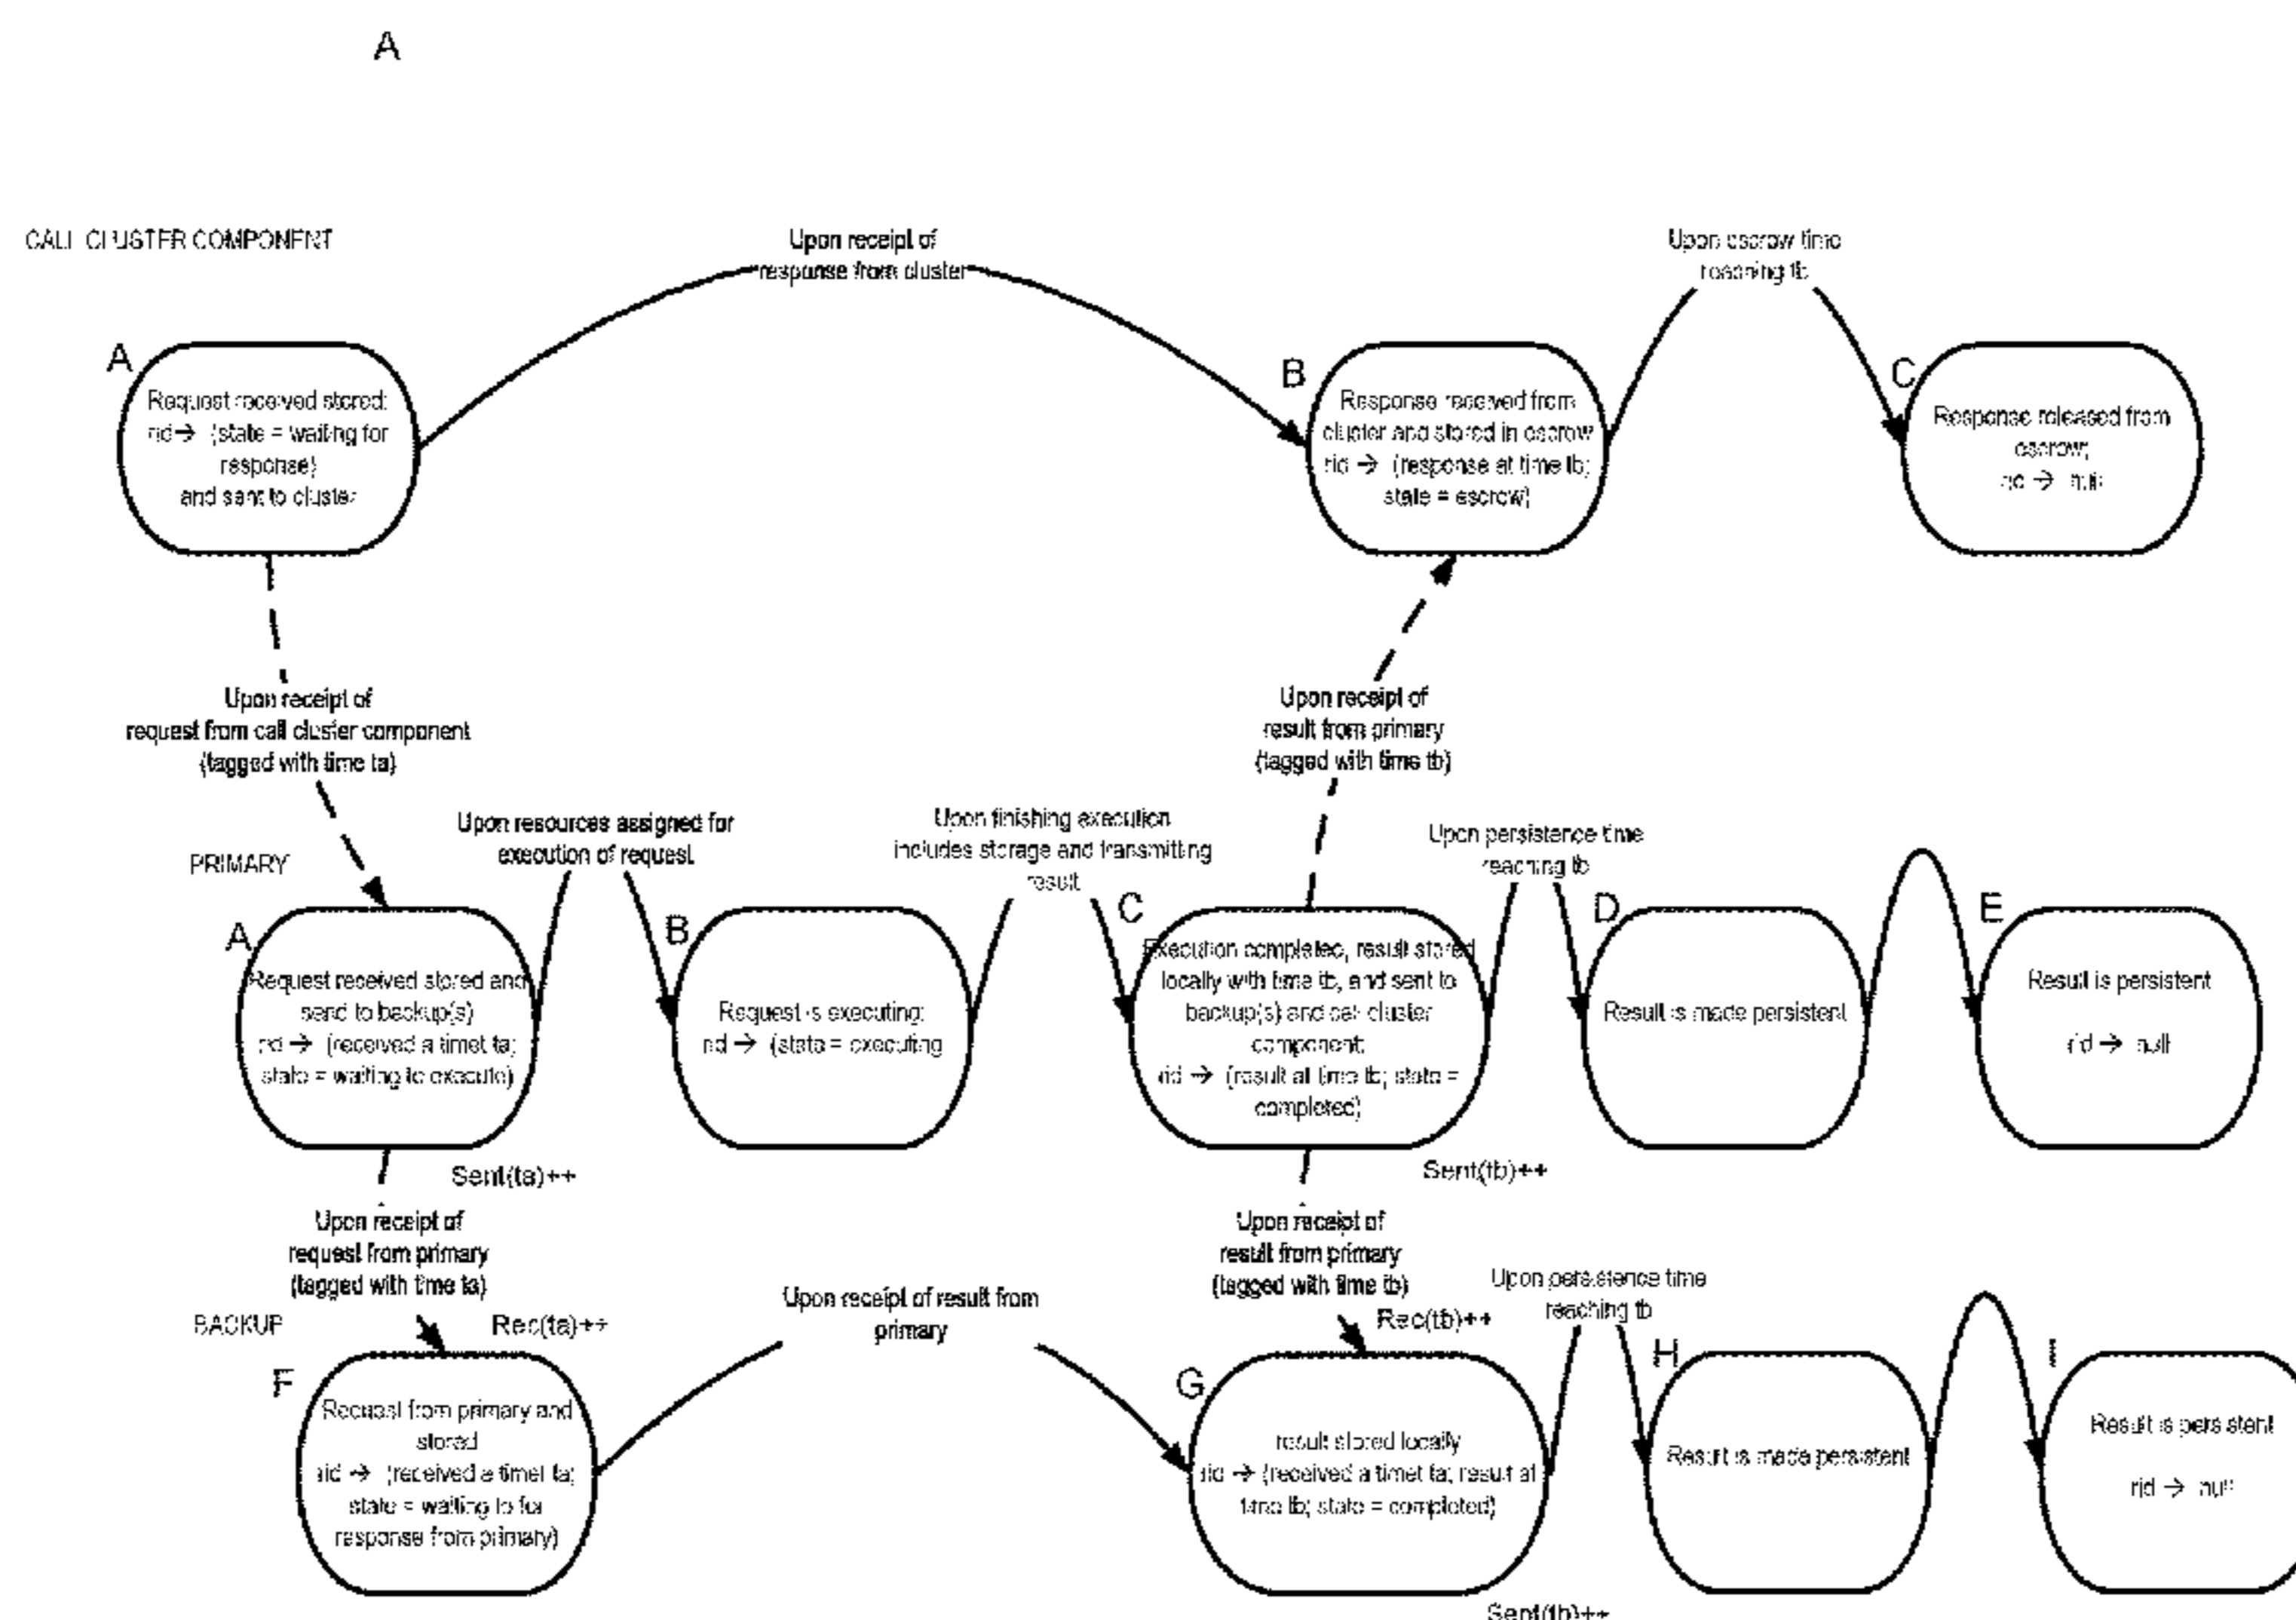 A
CALL CLUSTER COMPONENT
Upon receipt of
response from cluster
Upon escrow time
reaching tb
A
Request received stored:
rid → (state = waiting for
response)
and sent to cluster
B
Response received from
cluster and stored in escrow
rid → (response at time tb;
state = escrow)
C
Response released from
escrow;
rid → null
Upon receipt of
request from call cluster component
(tagged with time ta)
Upon receipt of
result from primary
(tagged with time tb)
PRIMARY
Upon resources assigned for
execution of request
Upon finishing execution
includes storage and transmitting
result
Upon persistence time
reaching tb
A
Request received stored and
send to backup(s)
rid → (received a timet ta;
state = waiting to execute)
B
Request is executing:
rid → (state = executing
C
Execution completed, result stored
locally with time tb, and sent to
backup(s) and call cluster
component:
rid → (result at time tb; state =
completed)
D
Result is made persistent
E
Result is persistent
rid → null
Sent(ta)++
Sent(tb)++
Upon receipt of
request from primary
(tagged with time ta)
Upon receipt of
result from primary
(tagged with time tb)
BACKUP
Rec(ta)++
Upon receipt of result from
primary
Rec(tb)++
Upon persistence time
reaching tb
F
Request from primary and
stored
rid → (received a timet ta;
state = waiting to for
response from primary)
G
result stored locally
rid → (received a timet ta; result at
time tb; state = completed)
H
Result is made persistent
I
Result is persistent
rid → null
Sent(tb)++